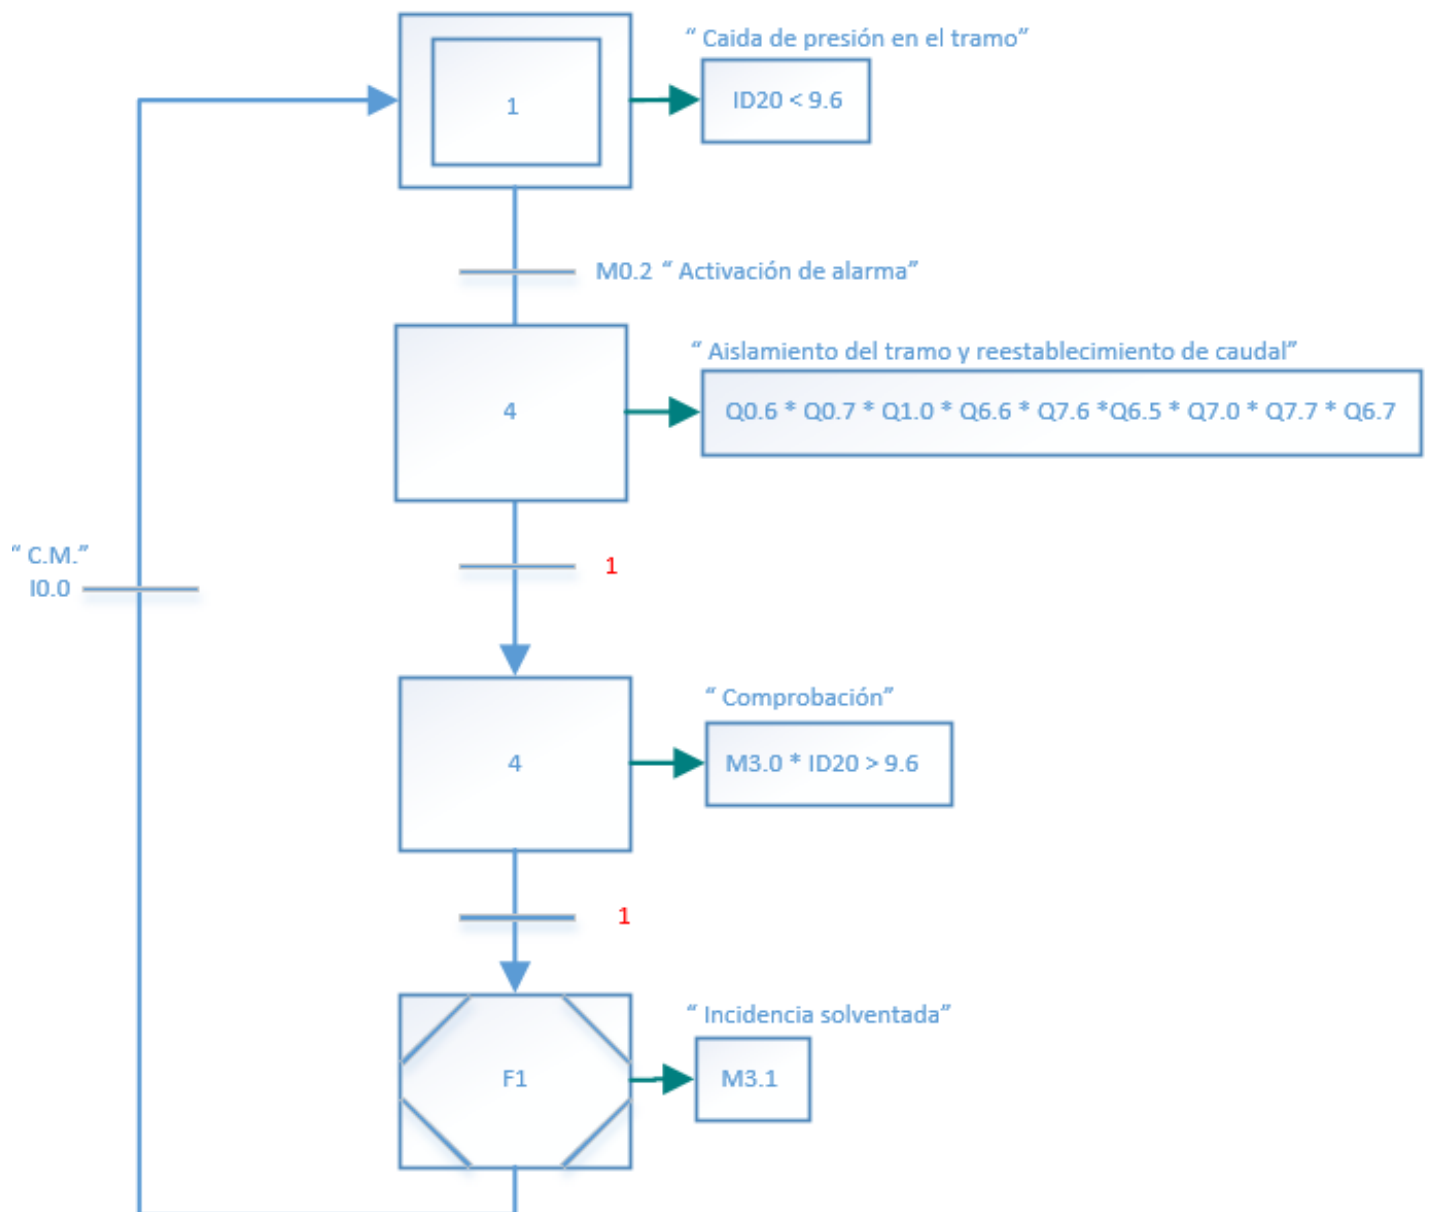 “ Caida de presión en el tramo”
1
ID20 < 9.6
M0.2 “ Activación de alarma”
“ Aislamiento del tramo y reestablecimiento de caudal”
4
Q0.6 * Q0.7 * Q1.0 * Q6.6 * Q7.6 *Q6.5 * Q7.0 * Q7.7 * Q6.7
“ C.M.”
I0.0
1
“ Comprobación”
4
M3.0 * ID20 > 9.6
1
“ Incidencia solventada”
F1
M3.1